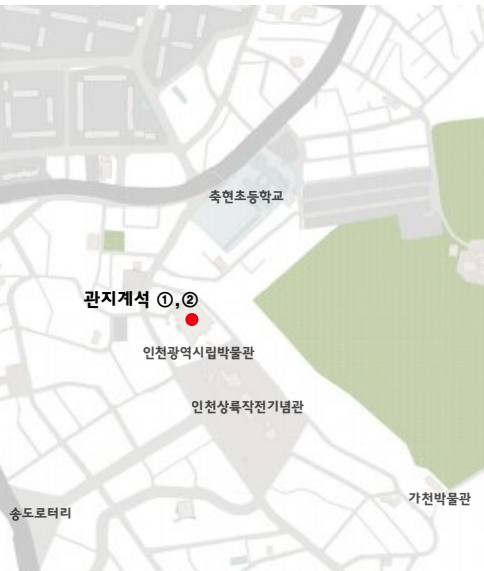 축현초등학교
관지계석 ①,②
인천광역시립박물관
인천상륙작전기념관
가천박물관
송도로터리